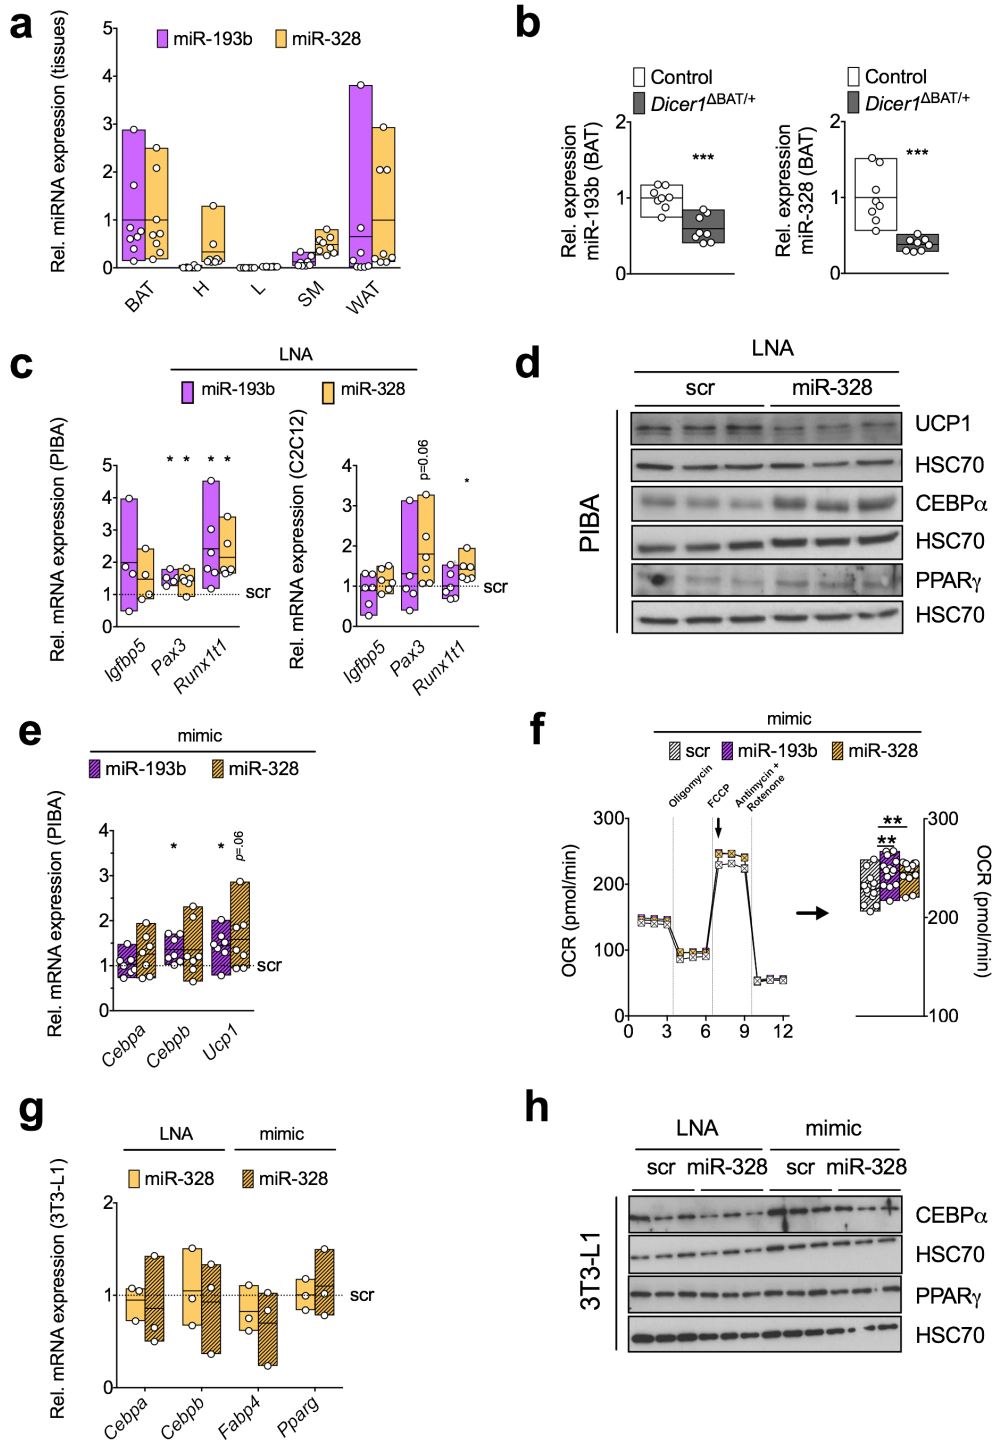 a
miR-193b
miR-328
Rel. miRNA expression (tissues)
5
4
3
2
1
0
BAT
H
L
SM
WAT
b
Control
Dicer1ΔBAT/+
Rel. expression
miR-193b (BAT)
2
1
0
***
Control
Dicer1ΔBAT/+
Rel. expression
miR-328 (BAT)
2
1
0
***
c
LNA
miR-193b
miR-328
Rel. mRNA expression (PIBA)
5
4
3
2
1
0
* * * *
scr
Igfbp5
Pax3
Runx1t1
Rel. mRNA expression (C2C12)
4
3
2
1
0
p=0.06
*
scr
Igfbp5
Pax3
Runx1t1
d
LNA
scr
miR-328
PIBA
UCP1
HSC70
CEBPα
HSC70
PPARγ
HSC70
e
mimic
miR-193b
miR-328
Rel. mRNA expression (PIBA)
4
3
2
1
0
*
*
p=.06
scr
Cebpa
Cebpb
Ucp1
f
mimic
scr
miR-193b
miR-328
Oligomycin
FCCP
Antimycin +
Rotenone
OCR (pmol/min)
300
200
100
0
0 3 6 9 12
**
**
300
200
100
OCR (pmol/min)
g
LNA
mimic
miR-328
miR-328
Rel. mRNA expression (3T3-L1)
2
1
0
scr
Cebpa
Cebpb
Fabp4
Pparg
h
LNA
mimic
scr miR-328 scr miR-328
3T3-L1
CEBPα
HSC70
PPARγ
HSC70